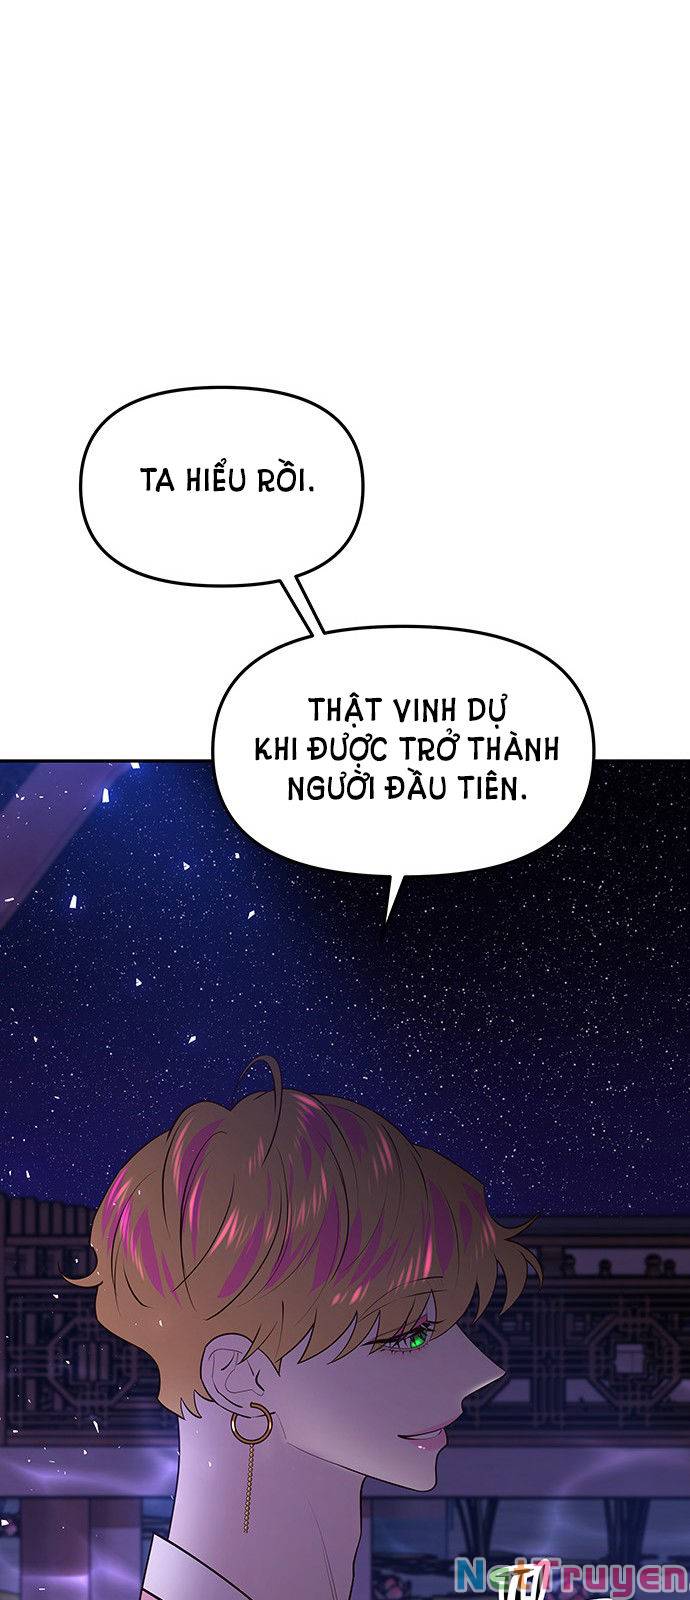 TA HIỂU RỒI.
THẬT VINH DỰ
KHI ĐƯỢC TRỞ THÀNH
NGƯỜI ĐẦU TIÊN.
NetTruyen